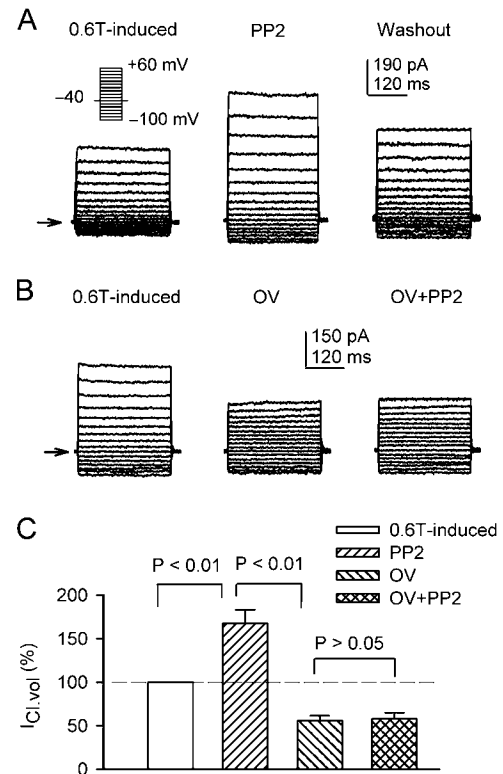 A
0.6T-induced
PP2
Washout
+60 mV
−40
−100 mV
190 pA
120 ms
B
0.6T-induced
OV
OV+PP2
150 pA
120 ms
C
0.6T-induced
PP2
OV
OV+PP2
P < 0.01
P < 0.01
P > 0.05
200
150
100
50
0
ICl.vol (%)